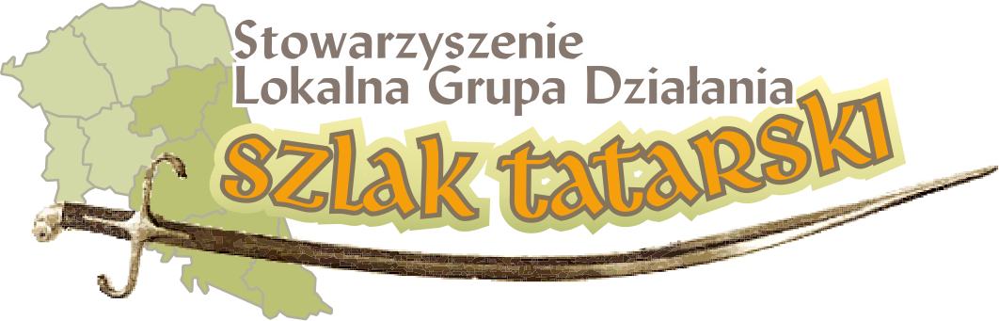 Stowarzyszenie
Lokalna Grupa Działania
szlak tatarski